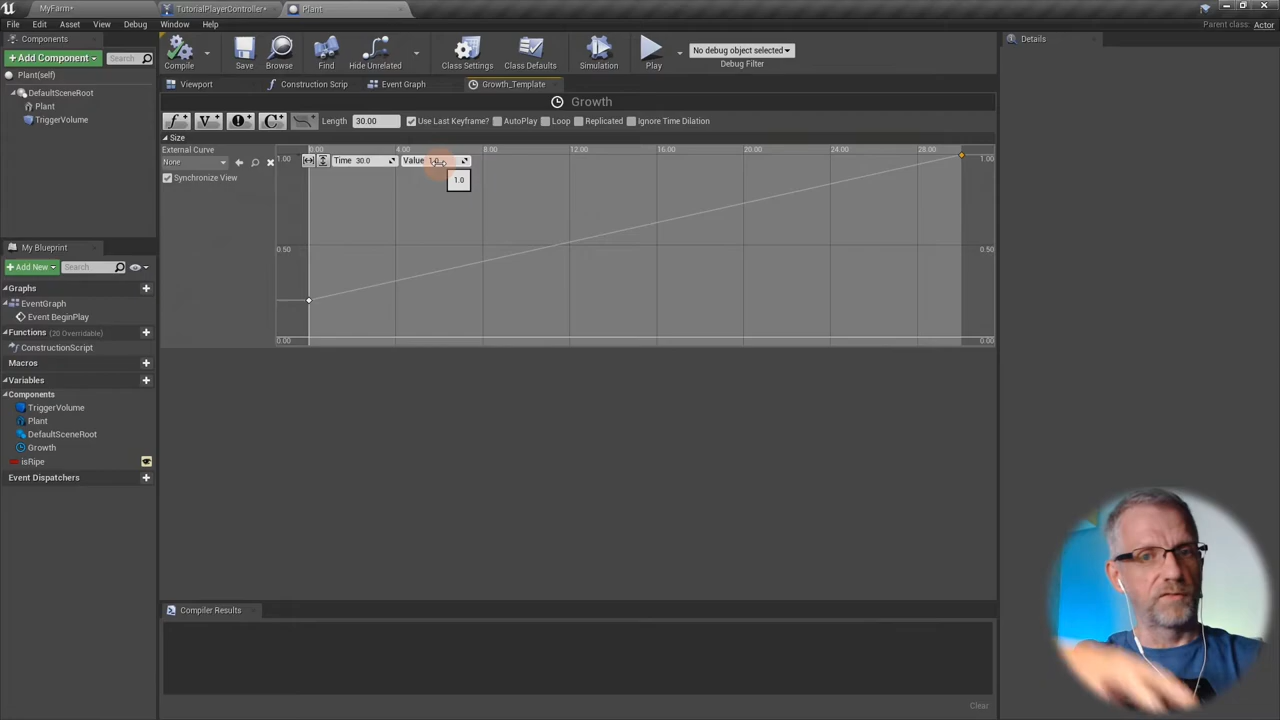 MyFarm*
TutorialPlayerController*
Plant
File Edit Asset View Debug Window Help
Parent class: Actor
Components
+ Add Component
Search
Plant(self)
DefaultSceneRoot
Plant
TriggerVolume
Compile
Save
Browse
Find
Hide Unrelated
Class Settings
Class Defaults
Simulation
Play
No debug object selected
Debug Filter
Details
Viewport
Construction Scrip
Event Graph
Growth_Template
Growth
Length 30.00 Use Last Keyframe? AutoPlay Loop Replicated Ignore Time Dilation
Size
External Curve
None
Synchronize View
0.00 4.00 8.00 12.00 16.00 20.00 24.00 28.00
1.00 Time 30.0 Value 1.0 1.00
1.0
0.50 0.50
0.00 0.00
My Blueprint
+Add New Search
Graphs
EventGraph
Event BeginPlay
Functions (20 Overridable)
ConstructionScript
Macros
Variables
Components
TriggerVolume
Plant
DefaultSceneRoot
Growth
isRipe
Event Dispatchers
Compiler Results
Clear